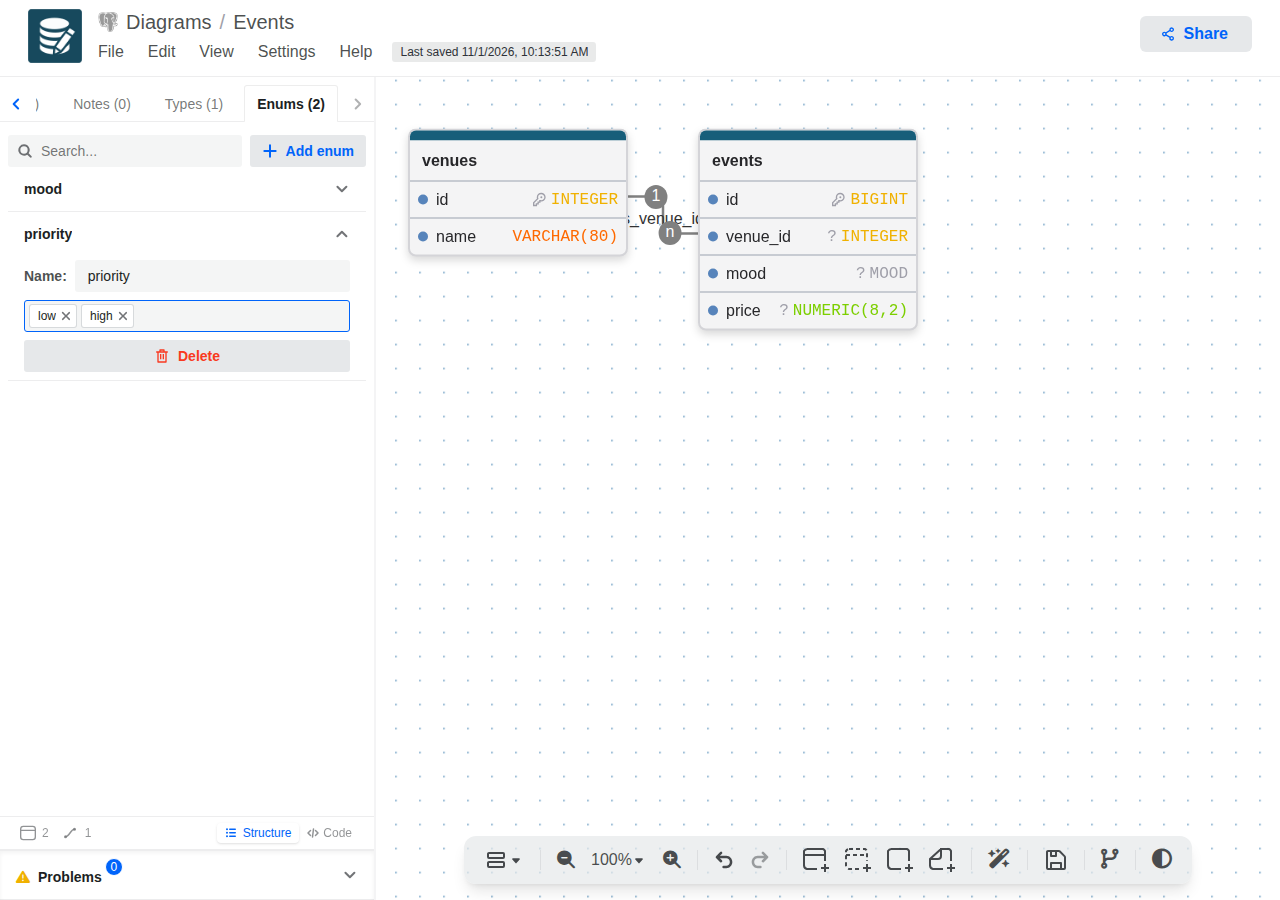 Diagrams / Events
File Edit View Settings Help Last saved 11/1/2026, 10:13:51 AM
Share
) Notes (0) Types (1) Enums (2)
Search... Add enum
mood
priority
Name: priority
low high
Delete
venues
id INTEGER
name VARCHAR(80)
1
s_venue_id
n
events
id BIGINT
venue_id ? INTEGER
mood ? MOOD
price ? NUMERIC(8,2)
2 1 Structure Code
Problems 0
100%